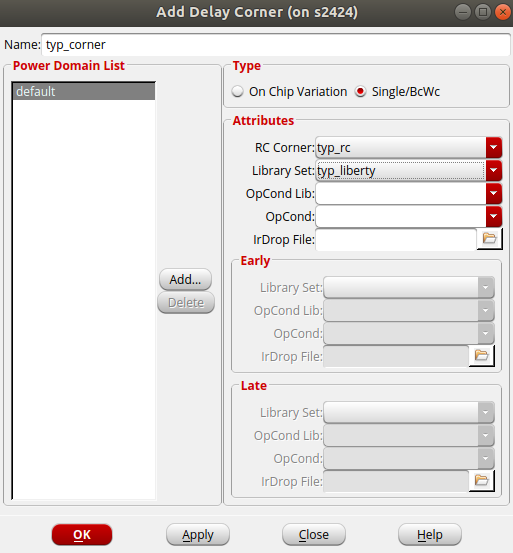 Add Delay Corner (on s2424)
Name: typ_corner
Power Domain List
default
Add...
Delete
Type
On Chip Variation Single/BcWc
Attributes
RC Corner: typ_rc
Library Set: typ_liberty
OpCond Lib:
OpCond:
IrDrop File:
Early
Library Set:
OpCond Lib:
OpCond:
IrDrop File:
Late
Library Set:
OpCond Lib:
OpCond:
IrDrop File:
OK Apply Close Help